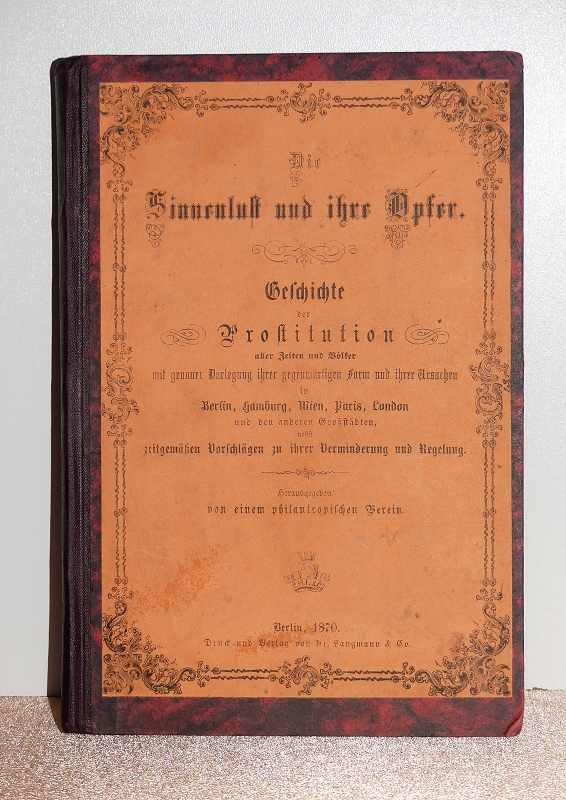 Die
Sinnenlust und ihre Opfer.
Geschichte
der
Prostitution
aller Zeiten und Völker
mit genauer Darlegung ihrer gegenwärtigen Form und ihrer Ursachen
in
Berlin, Hamburg, Wien, Paris, London
und den anderen Großstädten,
nebst
zeitgemäßen Vorschlägen zu ihrer Verminderung und Regelung.
Herausgegeben
von einem philantropischen Verein.
Berlin, 1870.
Druck und Verlag von Dr. Langmann & Co.